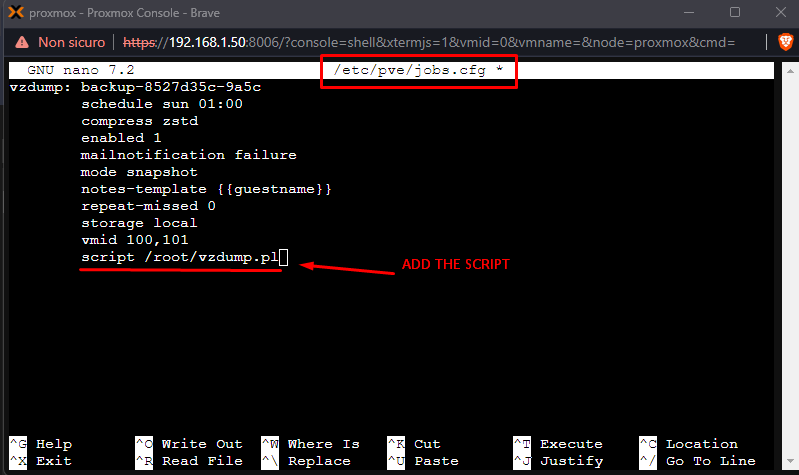 proxmox - Proxmox Console - Brave
Non sicuro https://192.168.1.50:8006/?console=shell&xtermjs=1&vmid=0&vmname=&node=proxmox&cmd=
GNU nano 7.2 /etc/pve/jobs.cfg *
vzdump: backup-8527d35c-9a5c
schedule sun 01:00
compress zstd
enabled 1
mailnotification failure
mode snapshot
notes-template {{guestname}}
repeat-missed 0
storage local
vmid 100,101
script /root/vzdump.pl
ADD THE SCRIPT
^G Help ^O Write Out ^W Where Is ^K Cut ^T Execute ^C Location
^X Exit ^R Read File ^\ Replace ^U Paste ^J Justify ^/ Go To Line